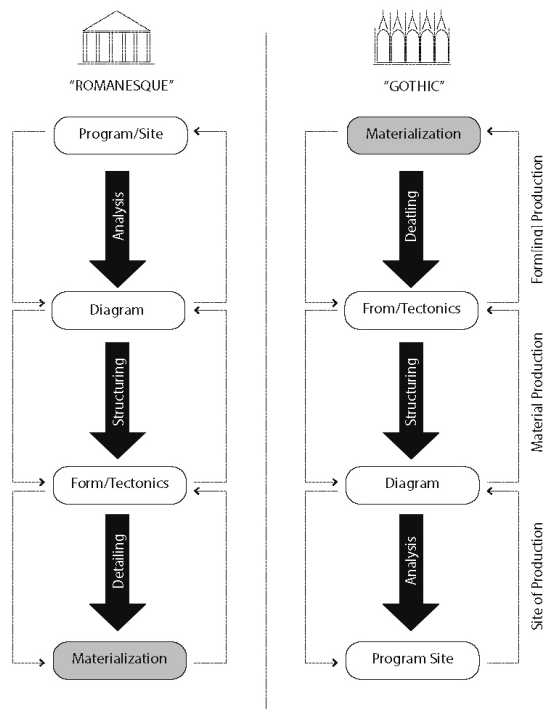 "ROMANESQUE"
Program/Site
Analysis
Diagram
Structuring
Form/Tectonics
Detailing
Materialization
"GOTHIC"
Materialization
Deatling
From/Tectonics
Structuring
Diagram
Analysis
Program Site
Form[ing] Production
Material Production
Site of Production